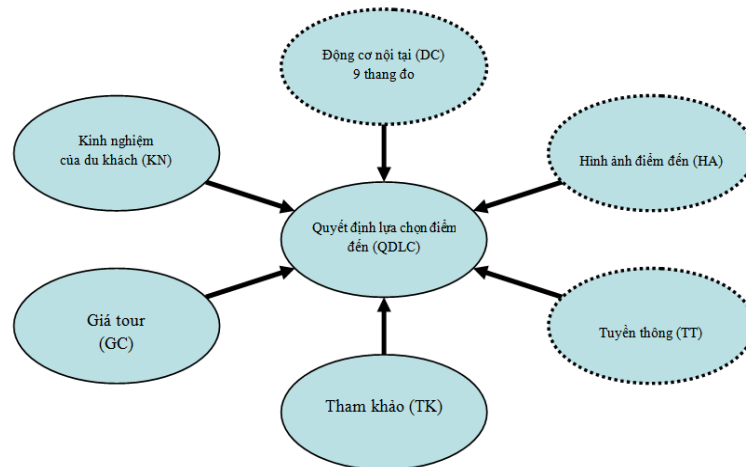 Động cơ nội tại (DC)
9 thang đo
Kinh nghiệm
của du khách (KN)
Hình ảnh điểm đến (HA)
Quyết định lựa chọn điểm
đến (QDLC)
Giá tour
(GC)
Tuyền thông (TT)
Tham khảo (TK)